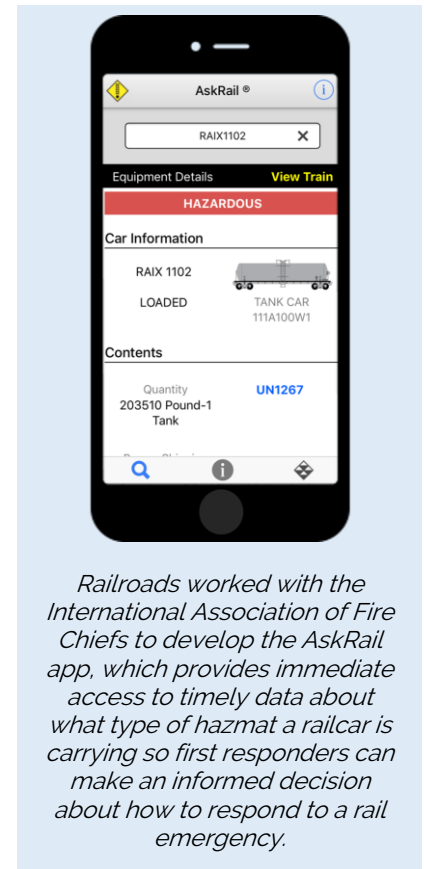 AskRail ®
RAIX1102
Equipment Details View Train
HAZARDOUS
Car Information
RAIX 1102
LOADED
TANK CAR
111A100W1
Contents
Quantity
203510 Pound-1
Tank
UN1267
Railroads worked with the
International Association of Fire
Chiefs to develop the AskRail
app, which provides immediate
access to timely data about
what type of hazmat a railcar is
carrying so first responders can
make an informed decision
about how to respond to a rail
emergency.